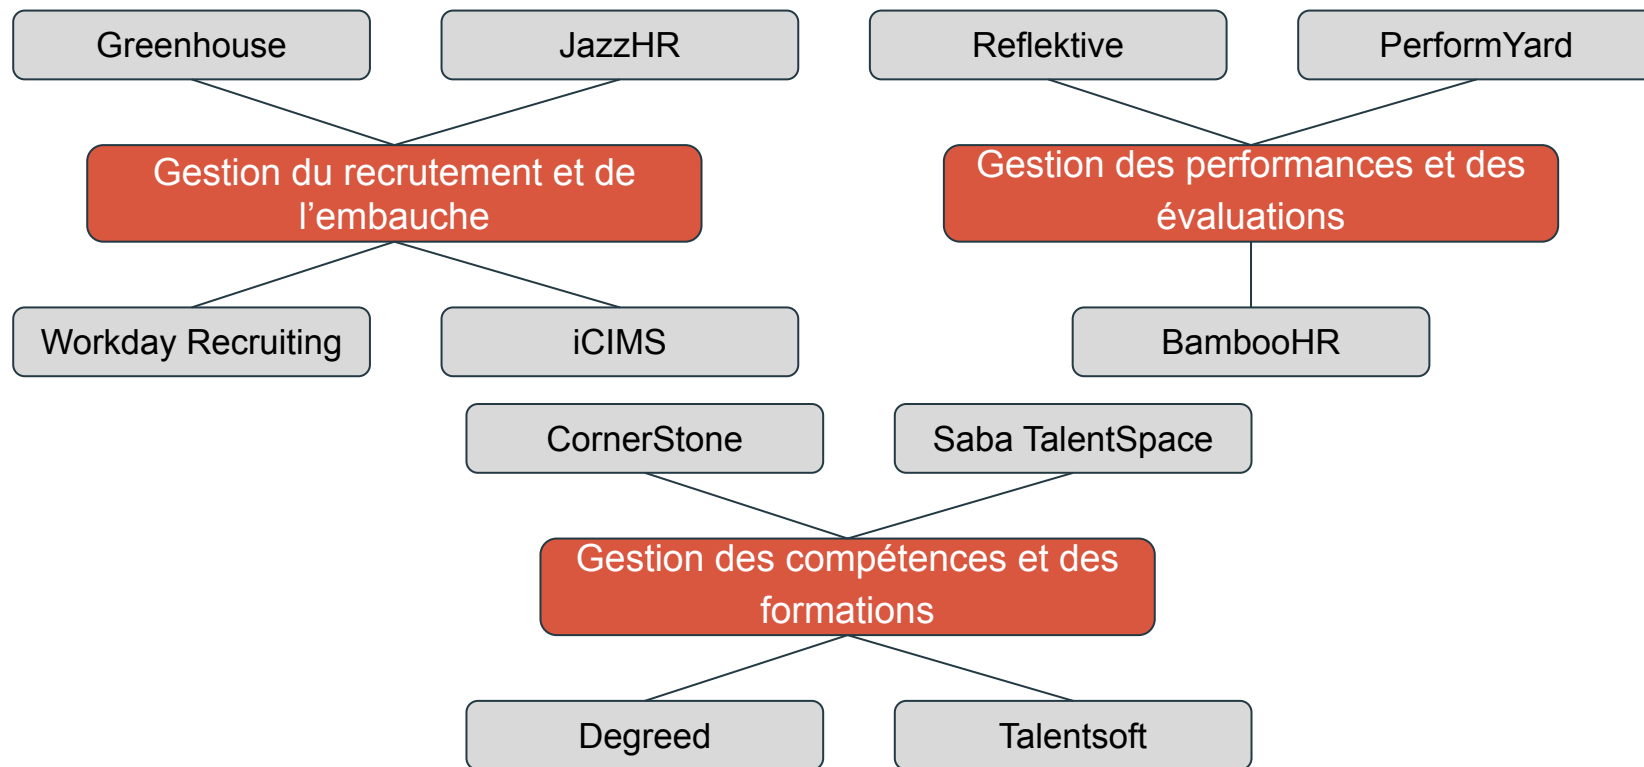 Greenhouse
JazzHR
Reflektive
PerformYard
Gestion du recrutement et de
l’embauche
Gestion des performances et des
évaluations
Workday Recruiting
iCIMS
BambooHR
CornerStone
Saba TalentSpace
Gestion des compétences et des
formations
Degreed
Talentsoft